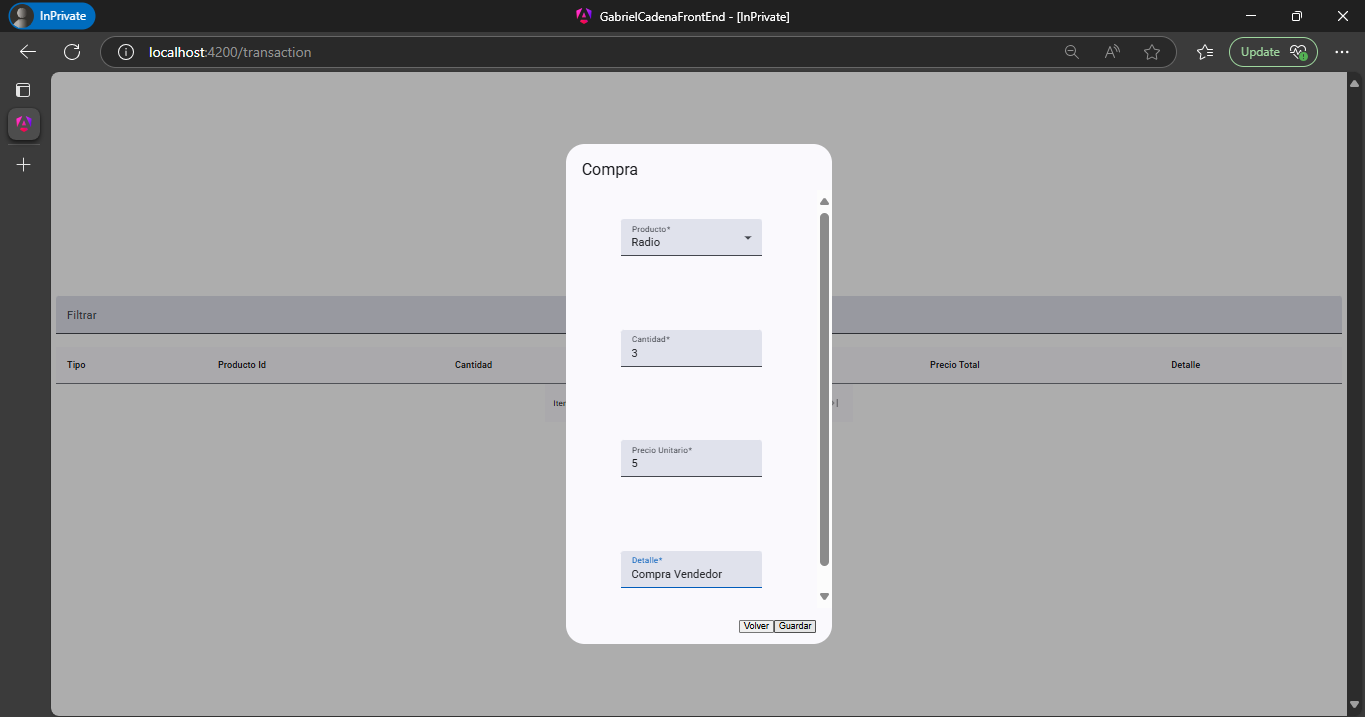 InPrivate
GabrielCadenaFrontEnd - [InPrivate]
localhost:4200/transaction
Update
Compra
Producto*
Radio
Filtrar
Cantidad*
3
Tipo Producto Id Cantidad Precio Total Detalle
Precio Unitario*
5
Detalle*
Compra Vendedor
Volver Guardar